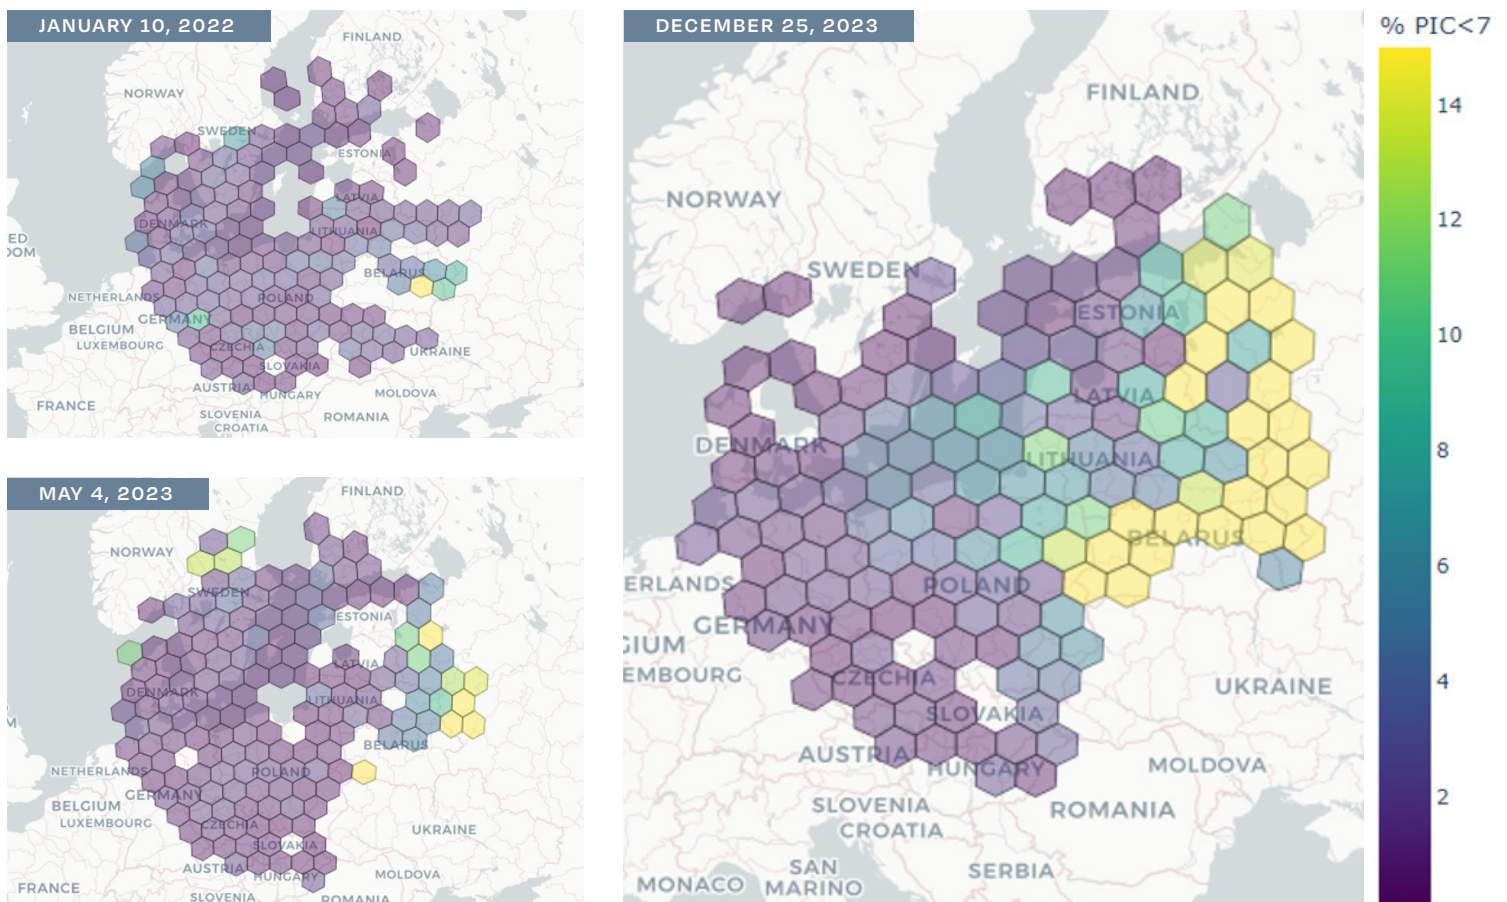 JANUARY 10, 2022
FINLAND
NORWAY
SWEDEN
ESTONIA
LATVIA
DENMARK
LITHUANIA
ED
OOM
BELARUS
NETHERLANDS
POLAND
GERMANY
BELGIUM
LUXEMBOURG
CZECHIA
UKRAINE
SLOVAKIA
AUSTRIA
HUNGARY
MOLDOVA
FRANCE
SLOVENIA
ROMANIA
CROATIA
MAY 4, 2023
FINLAND
NORWAY
SWEDEN
ESTONIA
LATVIA
DENMARK
LITHUANIA
M
BELARUS
NETHERLANDS
POLAND
GERMANY
BELGIUM
LUXEMBOURG
CZECHIA
UKRAINE
SLOVAKIA
AUSTRIA
HUNGARY
MOLDOVA
FRANCE
SLOVENIA
ROMANIA
DECEMBER 25, 2023
FINLAND
NORWAY
SWEDEN
ESTONIA
LATVIA
DENMARK
LITHUANIA
BELARUS
ERLANDS
POLAND
GERMANY
GIUM
EMBOURG
CZECHIA
UKRAINE
SLOVAKIA
AUSTRIA
HUNGARY
MOLDOVA
SLOVENIA
ROMANIA
CROATIA
SAN
MARINO
SERBIA
MONACO
% PIC<7
14
12
10
8
6
4
2